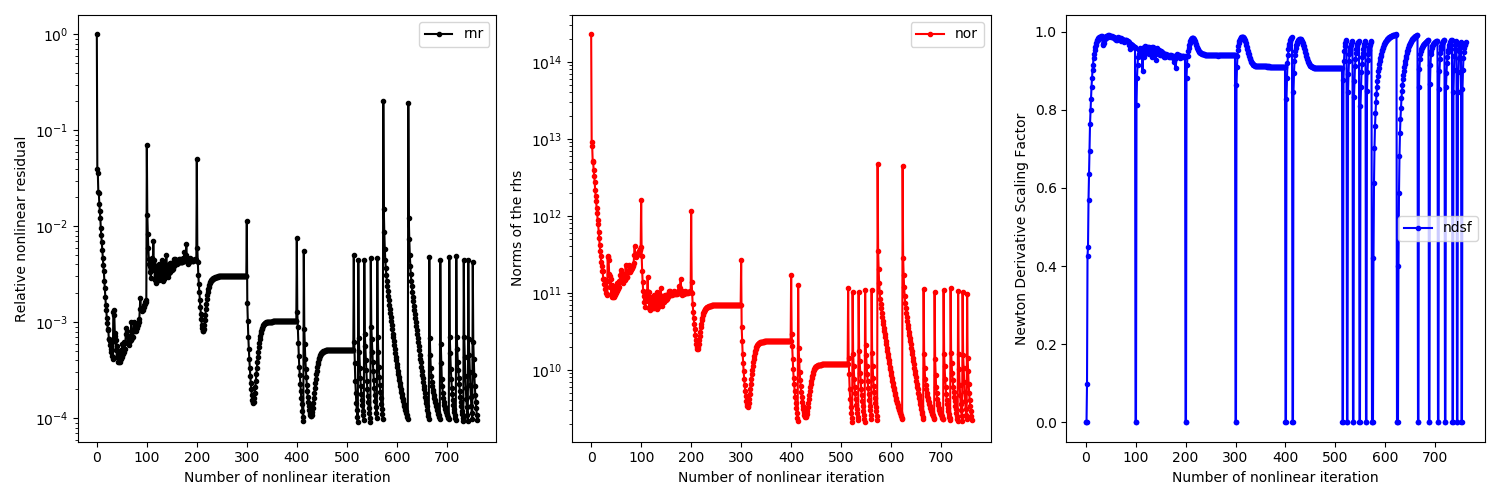 rnr
10⁰
10⁻¹
10⁻²
10⁻³
10⁻⁴
Relative nonlinear residual
0 100 200 300 400 500 600 700
Number of nonlinear iteration
nor
10¹⁴
10¹³
10¹²
10¹¹
10¹⁰
Norms of the rhs
0 100 200 300 400 500 600 700
Number of nonlinear iteration
ndsf
1.0
0.8
0.6
0.4
0.2
0.0
Newton Derivative Scaling Factor
0 100 200 300 400 500 600 700
Number of nonlinear iteration